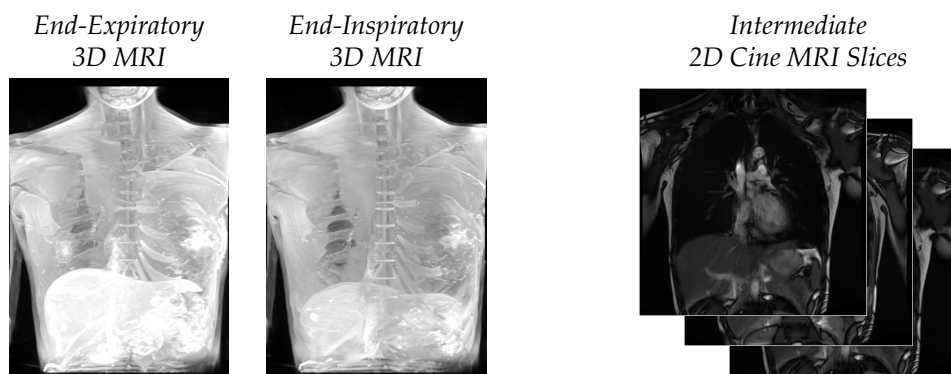 End-Expiratory
3D MRI
End-Inspiratory
3D MRI
Intermediate
2D Cine MRI Slices